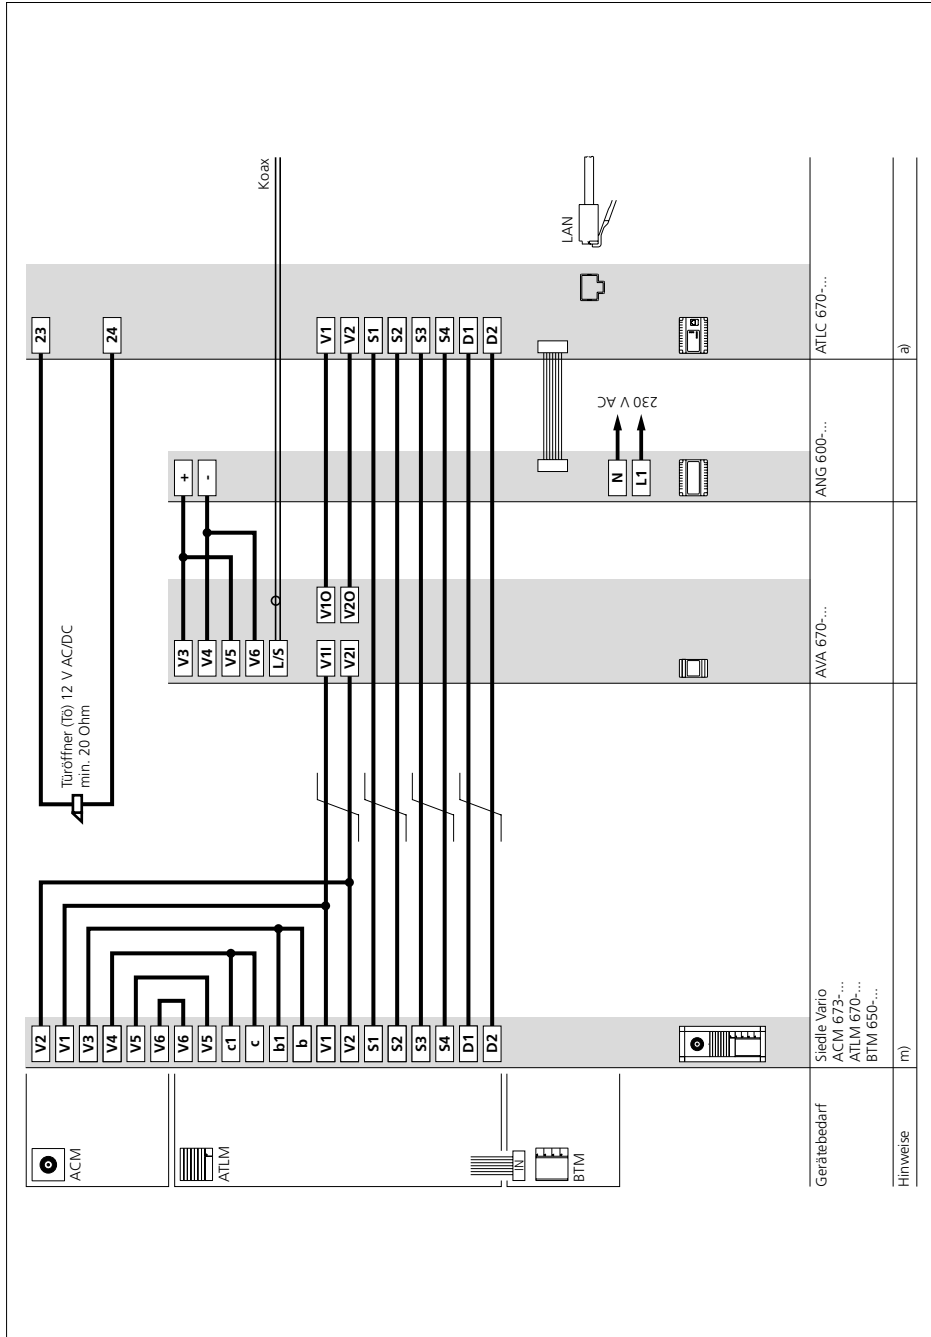 ACM
ATLM
IN
BTM
Gerätebedarf
Hinweise
V2
V1
V3
V4
V5
V6
V6
V5
c1
c
b1
b
V1
V2
S1
S2
S3
S4
D1
D2
Siedle Vario
ACM 673-...
ATLM 670-...
BTM 650-...
m)
Türöffner (Tö) 12 V AC/DC
min. 20 Ohm
V3
V4
V5
V6
L/S
V1I
V2I
V1O
V2O
AVA 670-...
+
-
N
L1
230 V AC
ANG 600-...
23
24
V1
V2
S1
S2
S3
S4
D1
D2
ATLC 670-...
a)
Koax
LAN